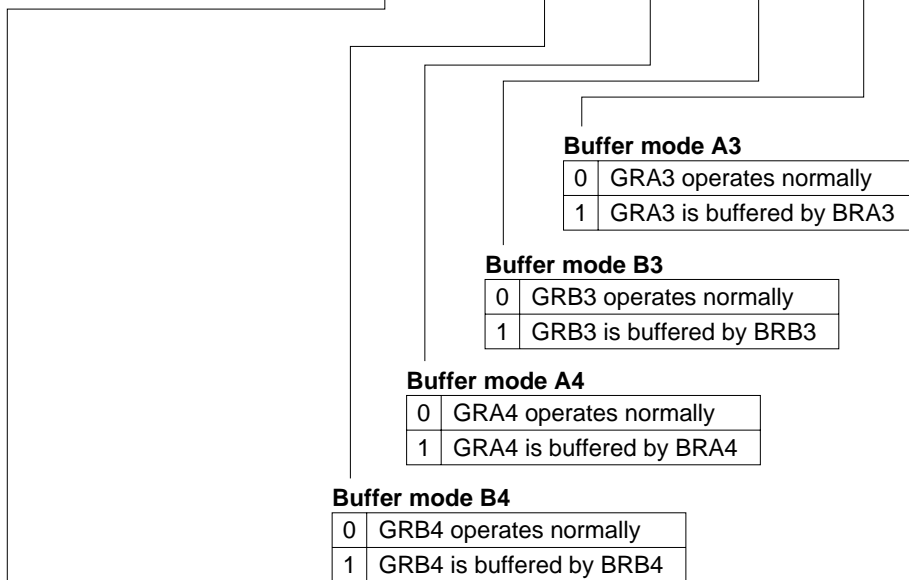 Buffer mode A3
0 GRA3 operates normally
1 GRA3 is buffered by BRA3
Buffer mode B3
0 GRB3 operates normally
1 GRB3 is buffered by BRB3
Buffer mode A4
0 GRA4 operates normally
1 GRA4 is buffered by BRA4
Buffer mode B4
0 GRB4 operates normally
1 GRB4 is buffered by BRB4